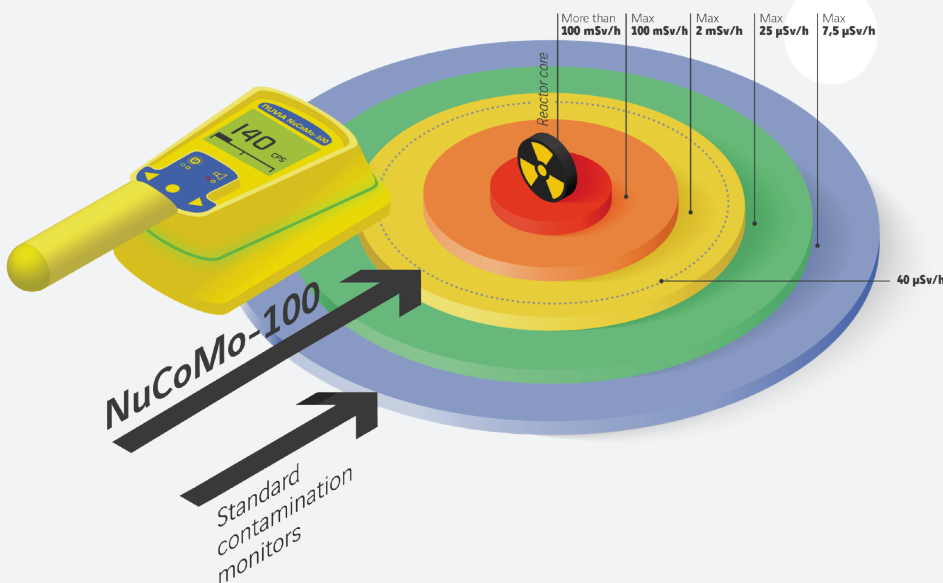 More than
100 mSv/h
Max
100 mSv/h
Max
2 mSv/h
Max
25 µSv/h
Max
7,5 µSv/h
Reactor core
nuvia NuCoMo-100
140
CPS
40 µSv/h
NuCoMo-100
Standard
contamination
monitors